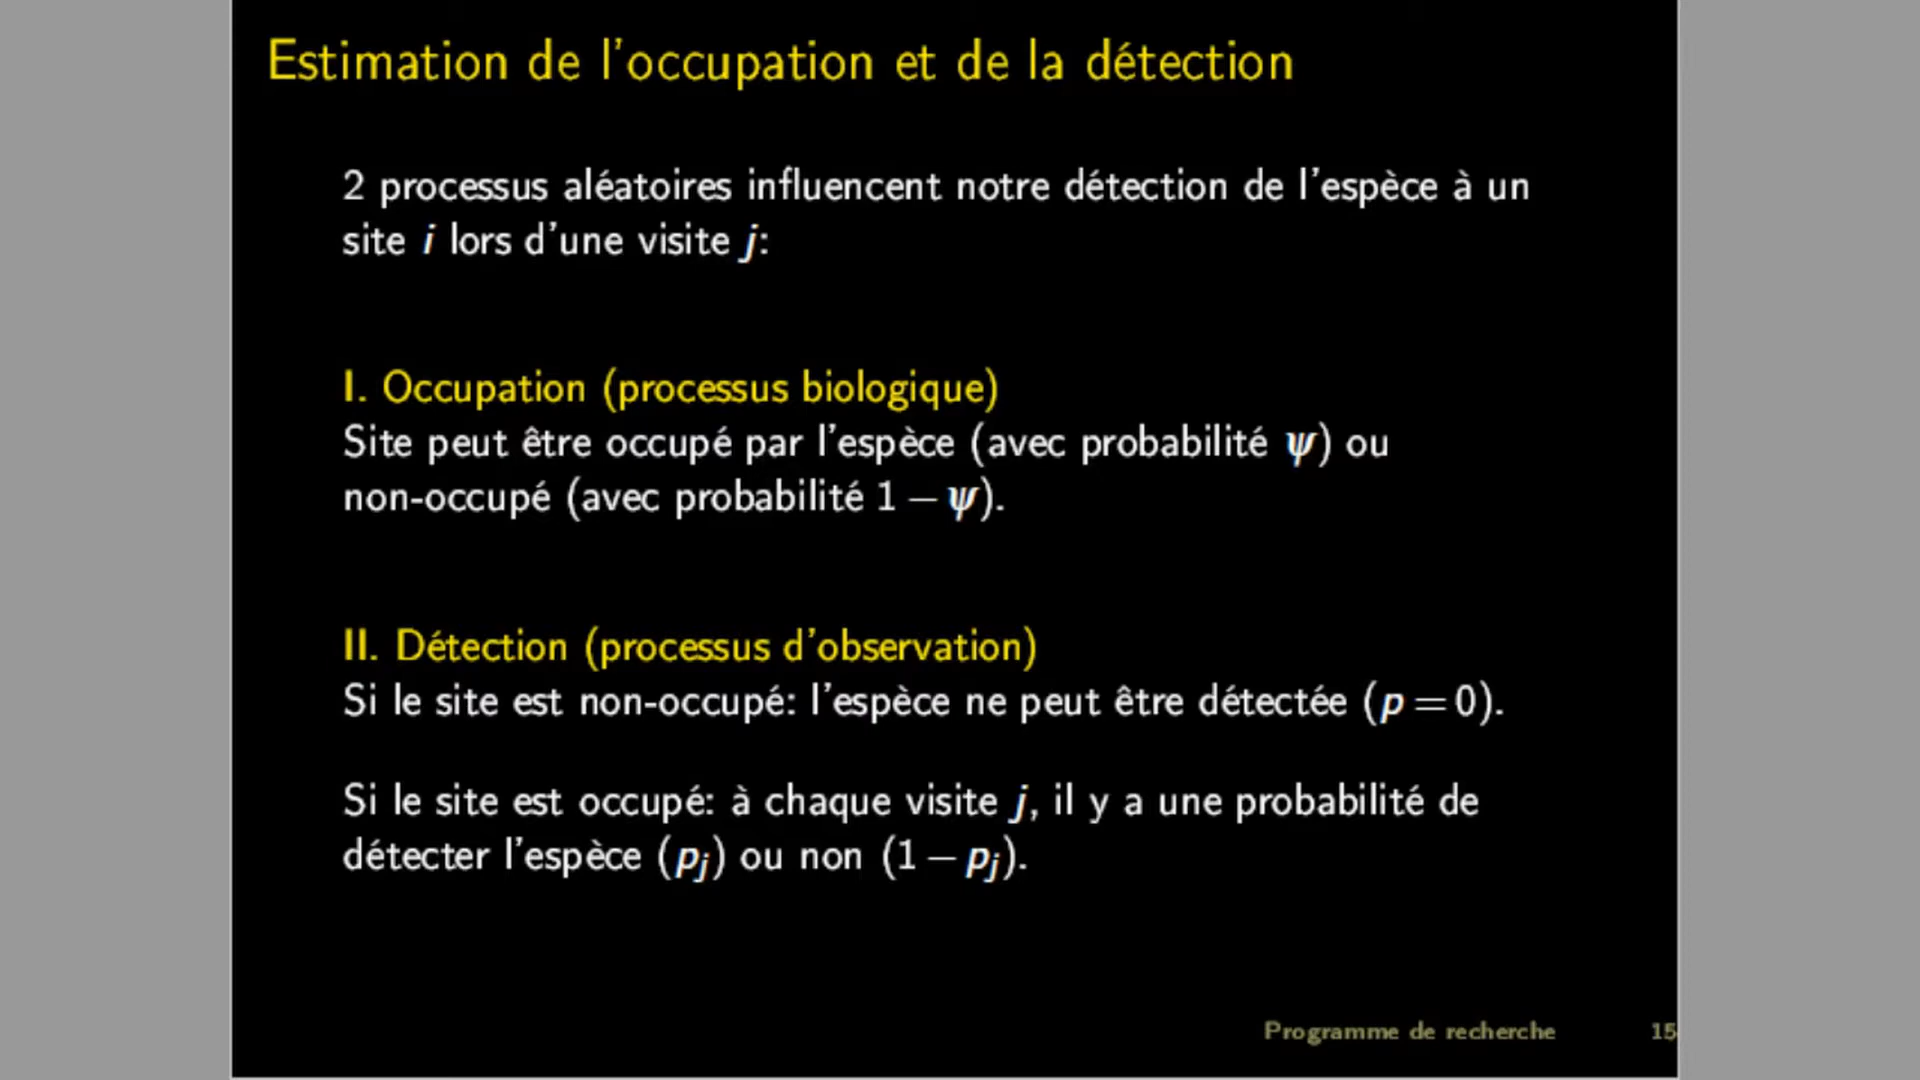 Estimation de l'occupation et de la détection
2 processus aléatoires influencent notre détection de l'espèce à un
site i lors d'une visite j:
I. Occupation (processus biologique)
Site peut être occupé par l'espèce (avec probabilité ψ) ou
non-occupé (avec probabilité 1 − ψ).
II. Détection (processus d'observation)
Si le site est non-occupé: l'espèce ne peut être détectée (p = 0).
Si le site est occupé: à chaque visite j, il y a une probabilité de
détecter l'espèce (pj) ou non (1 − pj).
Programme de recherche 15